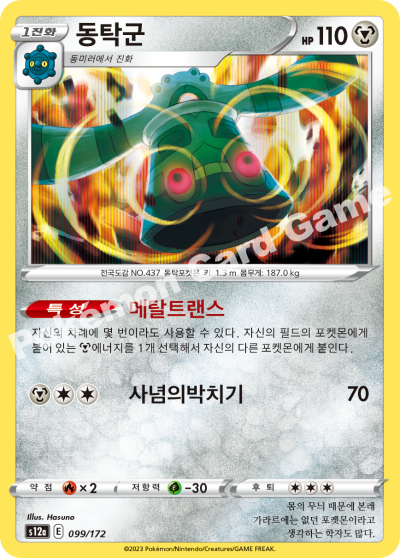 1진화
동탁군
HP 110
동미러에서 진화
전국도감 NO.437 동탁포켓몬 키: 1.3 m 몸무게: 187.0 kg
특성 메탈트랜스
자신의 차례에 몇 번이라도 사용할 수 있다. 자신의 필드의 포켓몬에게
붙어 있는 에너지를 1개 선택해서 자신의 다른 포켓몬에게 붙인다.
사념의박치기 70
약점 ×2 저항력 -30 후퇴
Illus. Hasuno
s12a E 099/172
몸의 무늬 때문에 본래
가라르에는 없던 포켓몬이라고
생각하는 학자도 많다.
©2023 Pokémon/Nintendo/Creatures/GAME FREAK.
Pokémon Card Game